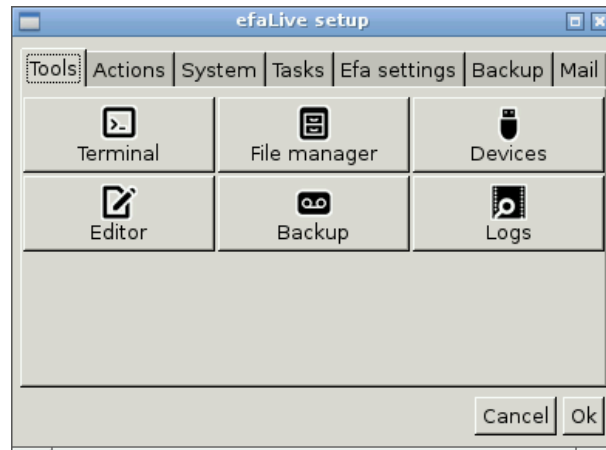 efaLive setup
Tools Actions System Tasks Efa settings Backup Mail
Terminal File manager Devices
Editor Backup Logs
Cancel Ok